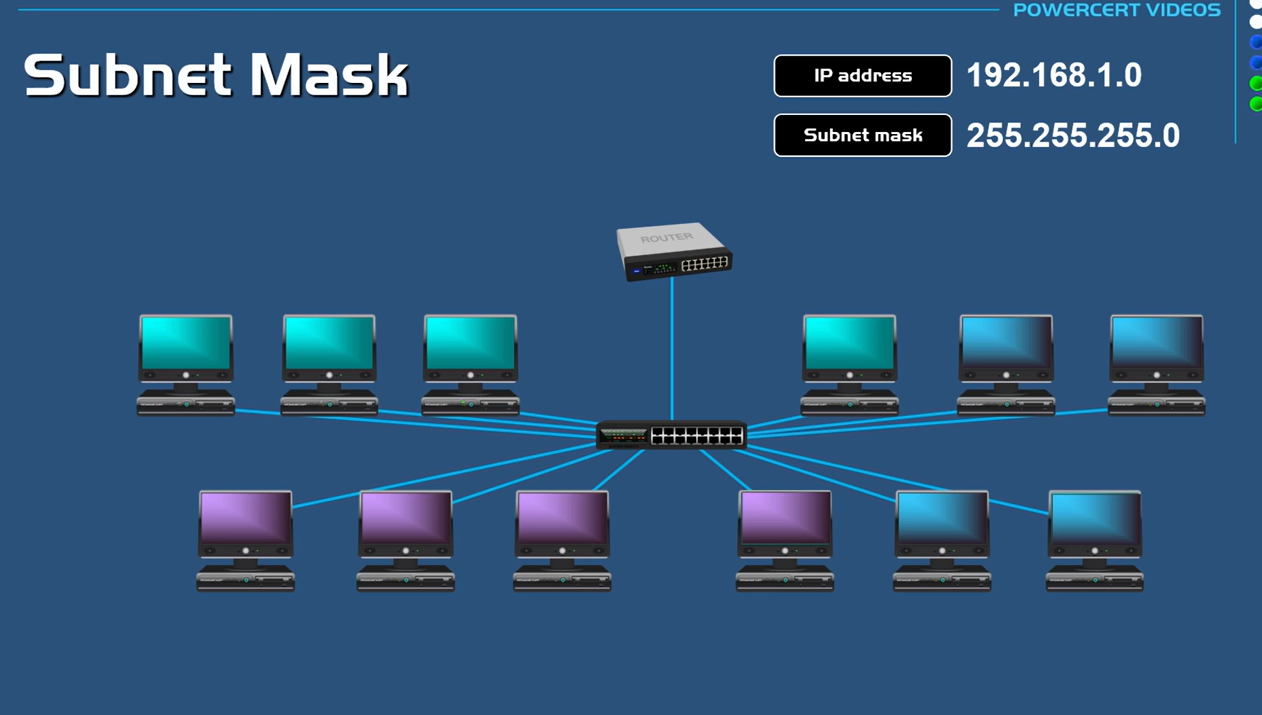 POWERCERT VIDEOS
Subnet Mask
IP address 192.168.1.0
Subnet mask 255.255.255.0
ROUTER